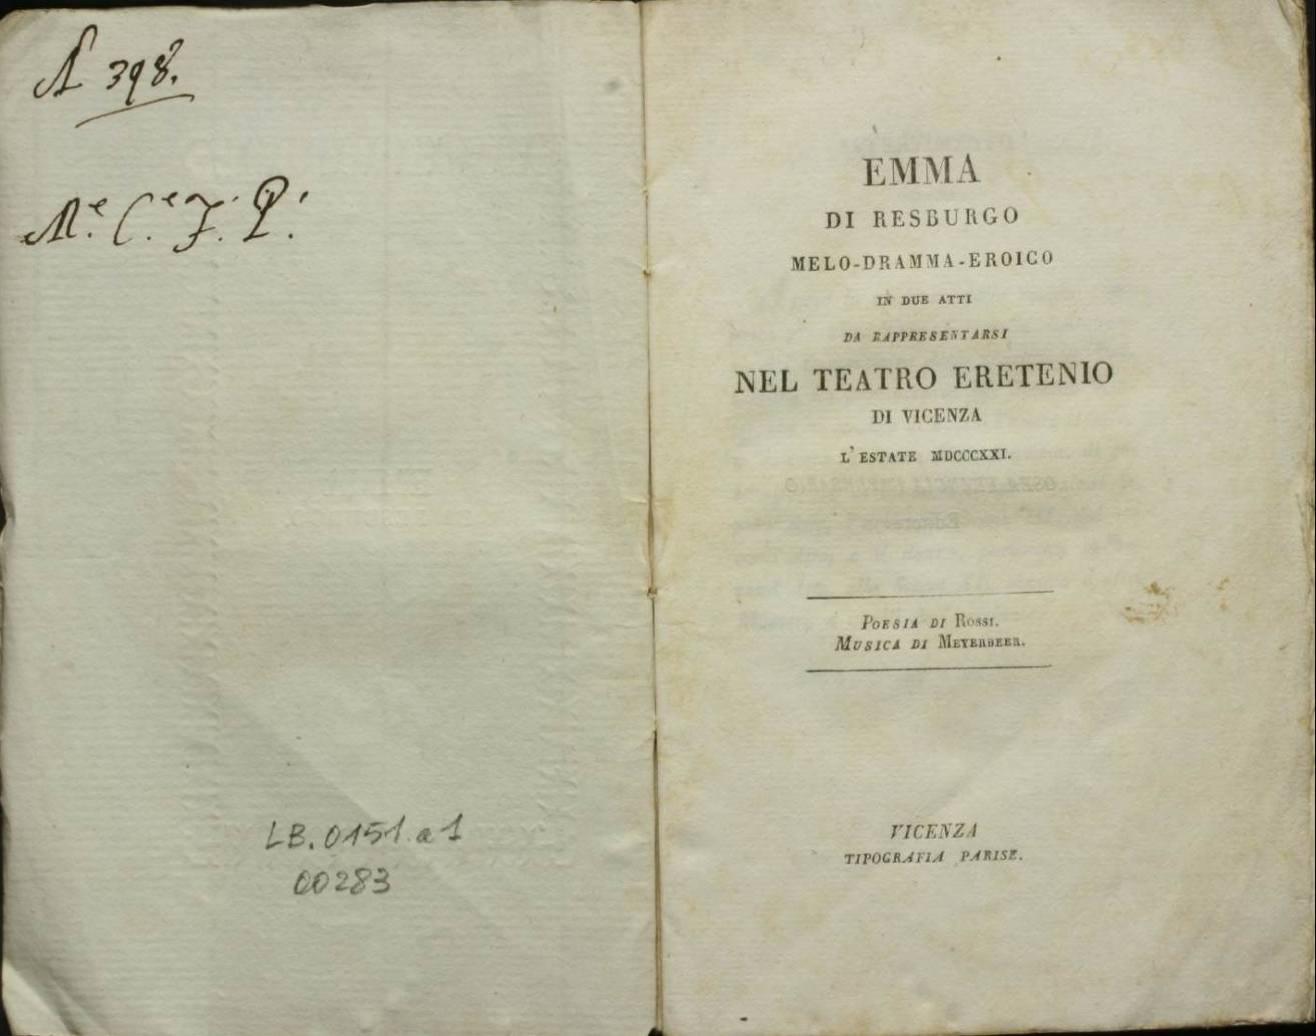 N 398.
M.e C.e F. P.
LB.0151.a1
00283
EMMA
DI RESBURGO
MELO-DRAMMA-EROICO
IN DUE ATTI
DA RAPPRESENTARSI
NEL TEATRO ERETENIO
DI VICENZA
L'ESTATE MDCCCXXI.
POESIA DI ROSSI.
MUSICA DI MEYERBEER.
VICENZA
TIPOGRAFIA PARISE.